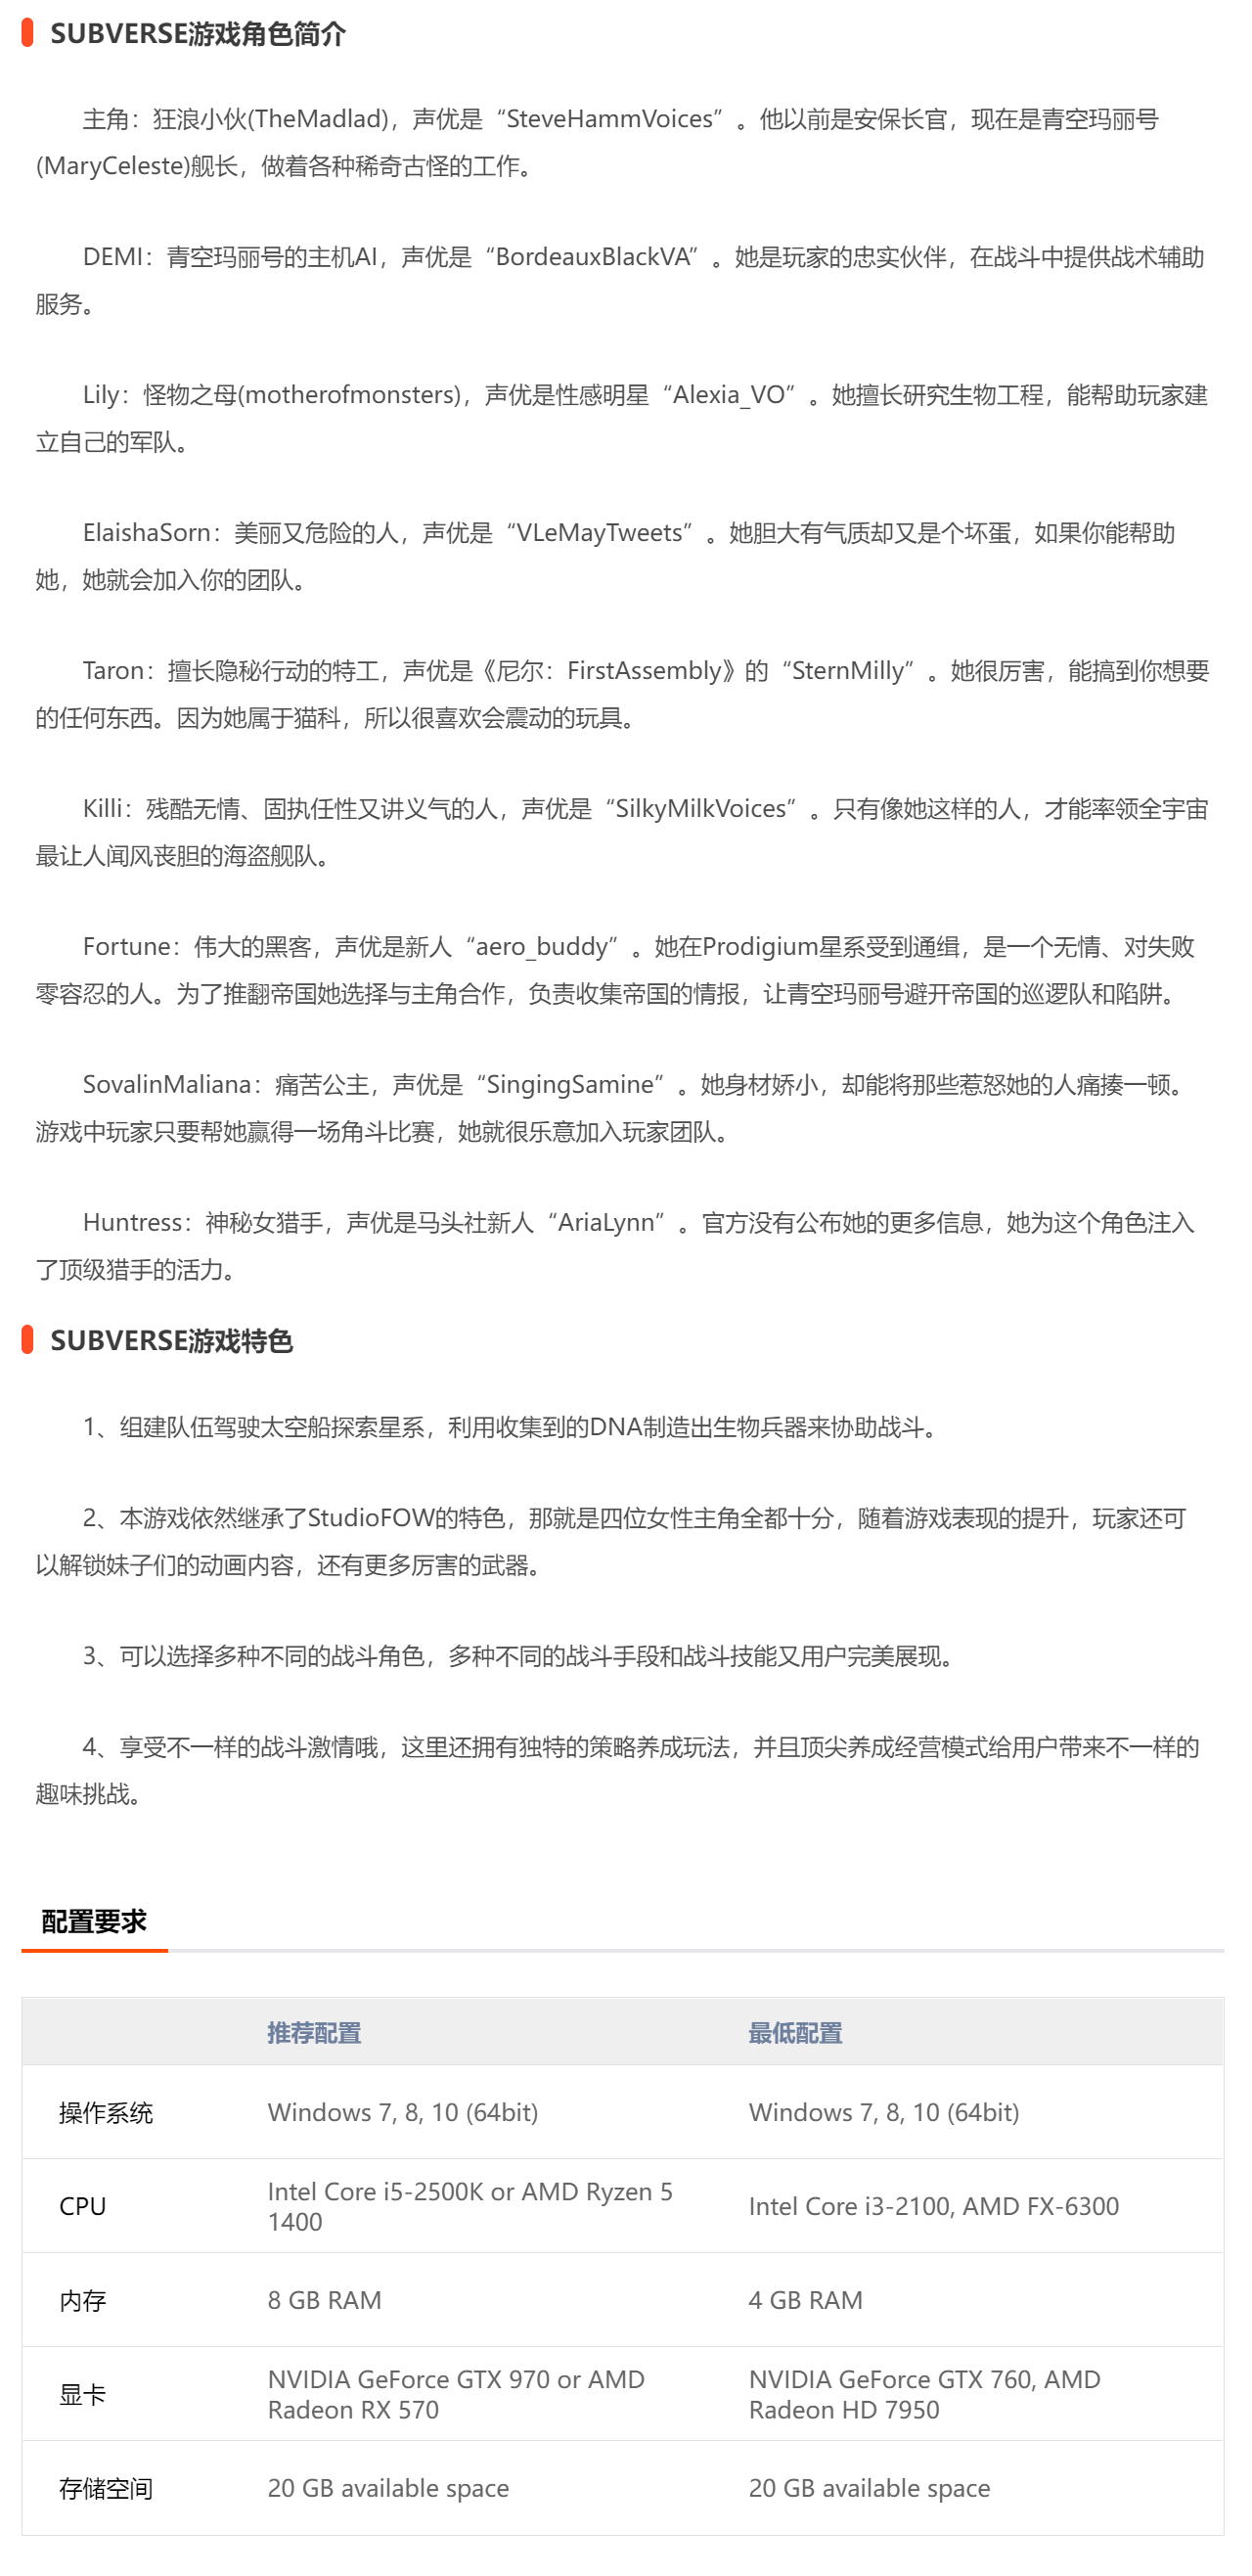 SUBVERSE游戏角色简介
主角：狂浪小伙(TheMadlad)，声优是“SteveHammVoices”。他以前是安保长官，现在是青空玛丽号
(MaryCeleste)舰长，做着各种稀奇古怪的工作。
DEMI：青空玛丽号的主机AI，声优是“BordeauxBlackVA”。她是玩家的忠实伙伴，在战斗中提供战术辅助
服务。
Lily：怪物之母(motherofmonsters)，声优是性感明星“Alexia_VO”。她擅长研究生物工程，能帮助玩家建
立自己的军队。
ElaishaSorn：美丽又危险的人，声优是“VLeMayTweets”。她胆大有气质却又是个坏蛋，如果你能帮助
她，她就会加入你的团队。
Taron：擅长隐秘行动的特工，声优是《尼尔：FirstAssembly》的“SternMilly”。她很厉害，能搞到你想要
的任何东西。因为她属于猫科，所以很喜欢会震动的玩具。
Killi：残酷无情、固执任性又讲义气的人，声优是“SilkyMilkVoices”。只有像她这样的人，才能率领全宇宙
最让人闻风丧胆的海盗舰队。
Fortune：伟大的黑客，声优是新人“aero_buddy”。她在Prodigium星系受到通缉，是一个无情、对失败
零容忍的人。为了推翻帝国她选择与主角合作，负责收集帝国的情报，让青空玛丽号避开帝国的巡逻队和陷阱。
SovalinMaliana：痛苦公主，声优是“SingingSamine”。她身材娇小，却能将那些惹怒她的人痛揍一顿。
游戏中玩家只要帮她赢得一场角斗比赛，她就很乐意加入玩家团队。
Huntress：神秘女猎手，声优是马头社新人“AriaLynn”。官方没有公布她的更多信息，她为这个角色注入
了顶级猎手的活力。
SUBVERSE游戏特色
1、组建队伍驾驶太空船探索星系，利用收集到的DNA制造出生物兵器来协助战斗。
2、本游戏依然继承了StudioFOW的特色，那就是四位女性主角全都十分，随着游戏表现的提升，玩家还可
以解锁妹子们的动画内容，还有更多厉害的武器。
3、可以选择多种不同的战斗角色，多种不同的战斗手段和战斗技能又用户完美展现。
4、享受不一样的战斗激情哦，这里还拥有独特的策略养成玩法，并且顶尖养成经营模式给用户带来不一样的
趣味挑战。
配置要求
推荐配置 最低配置
操作系统 Windows 7, 8, 10 (64bit) Windows 7, 8, 10 (64bit)
CPU Intel Core i5-2500K or AMD Ryzen 5
1400 Intel Core i3-2100, AMD FX-6300
内存 8 GB RAM 4 GB RAM
显卡 NVIDIA GeForce GTX 970 or AMD
Radeon RX 570 NVIDIA GeForce GTX 760, AMD
Radeon HD 7950
存储空间 20 GB available space 20 GB available space